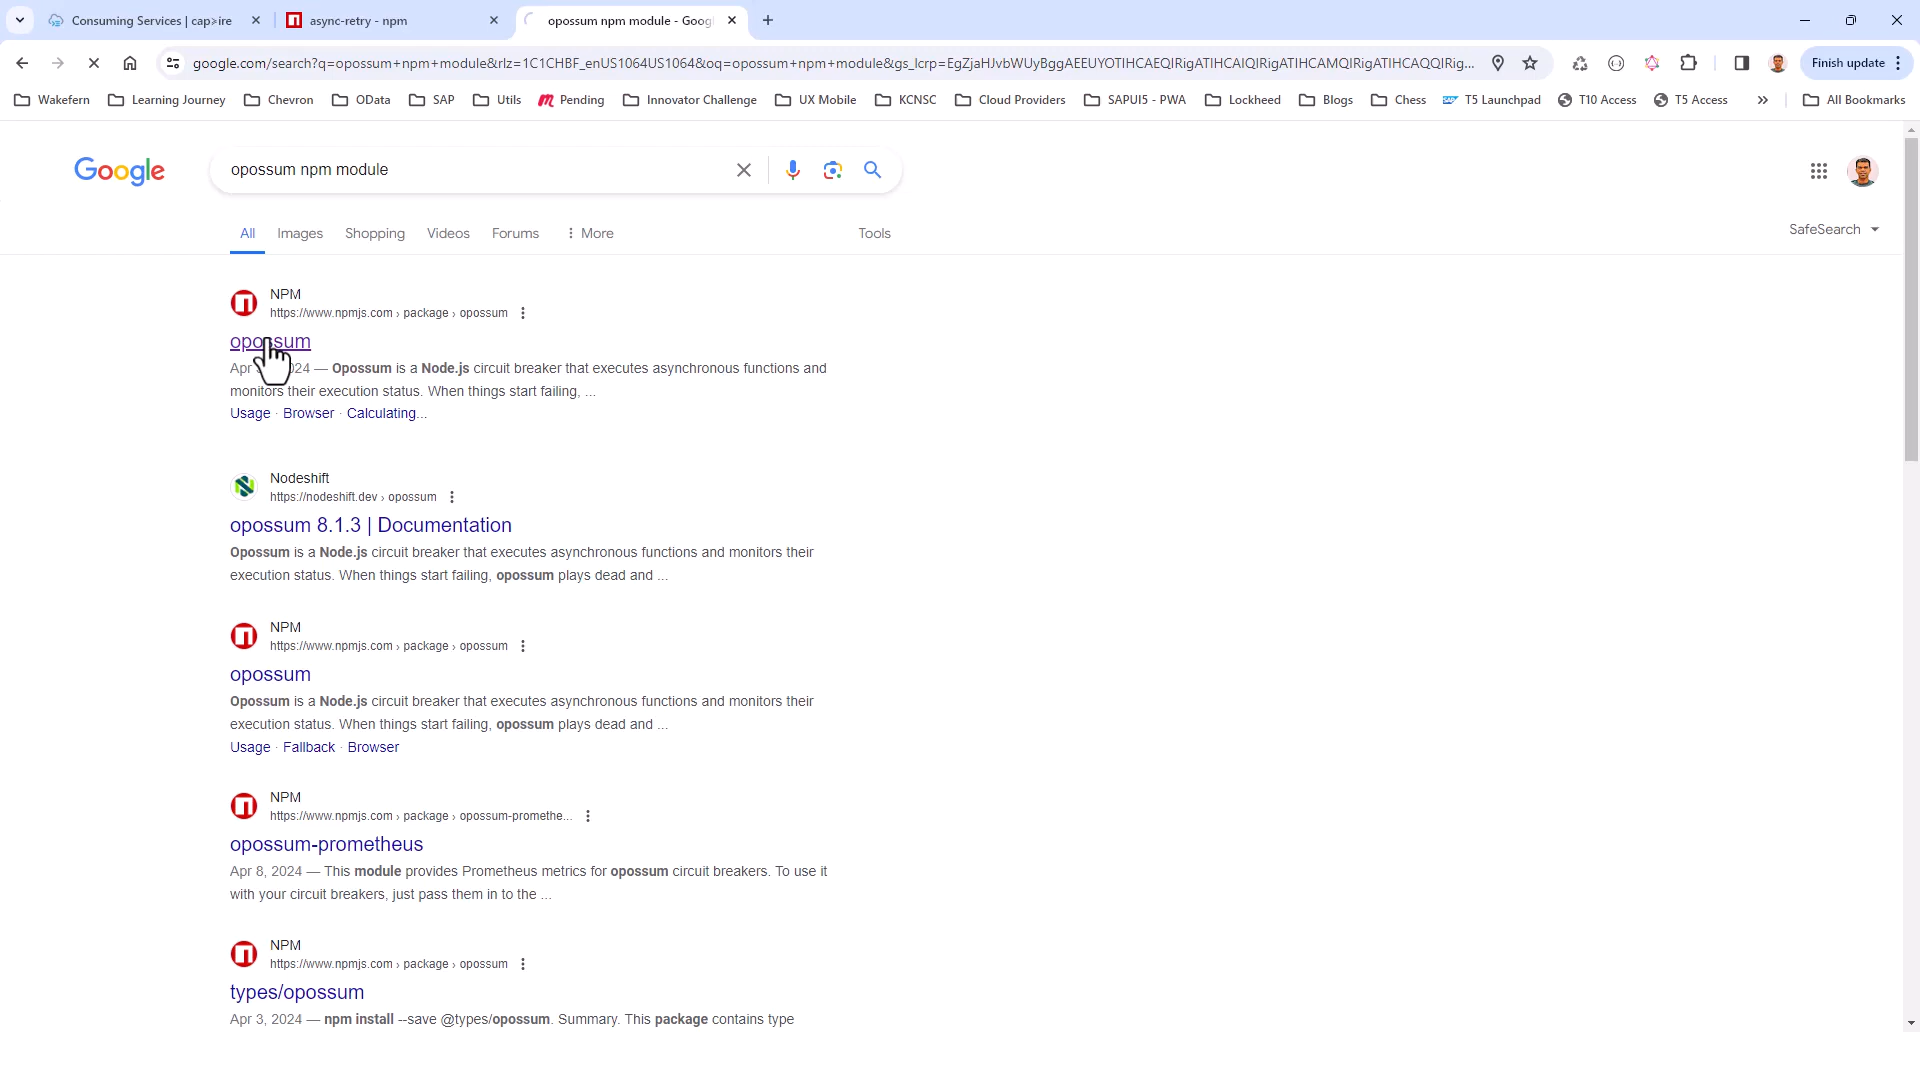 Consuming Services | cap>ire
async-retry - npm
opossum npm module - Goog
google.com/search?q=opossum+npm+module&rlz=1C1CHBF_enUS1064US1064&oq=opossum+npm+module&gs_lcrp=EgZjaHJvbWUyBggAEEUYOTIHCAEQIRigATIHCAIQIRigATIHCAMQIRigATIHCAQQIRig...
Finish update
Wakefern
Learning Journey
Chevron
OData
SAP
Utils
Pending
Innovator Challenge
UX Mobile
KCNSC
Cloud Providers
SAPUI5 - PWA
Lockheed
Blogs
Chess
T5 Launchpad
T10 Access
T5 Access
»
All Bookmarks
Google
opossum npm module
All
Images
Shopping
Videos
Forums
More
Tools
SafeSearch
NPM
https://www.npmjs.com › package › opossum
opossum
Apr 24 — Opossum is a Node.js circuit breaker that executes asynchronous functions and
monitors their execution status. When things start failing, ...
Usage · Browser · Calculating...
Nodeshift
https://nodeshift.dev › opossum
opossum 8.1.3 | Documentation
Opossum is a Node.js circuit breaker that executes asynchronous functions and monitors their
execution status. When things start failing, opossum plays dead and ...
NPM
https://www.npmjs.com › package › opossum
opossum
Opossum is a Node.js circuit breaker that executes asynchronous functions and monitors their
execution status. When things start failing, opossum plays dead and ...
Usage · Fallback · Browser
NPM
https://www.npmjs.com › package › opossum-promethe...
opossum-prometheus
Apr 8, 2024 — This module provides Prometheus metrics for opossum circuit breakers. To use it
with your circuit breakers, just pass them in to the ...
NPM
https://www.npmjs.com › package › opossum
types/opossum
Apr 3, 2024 — npm install --save @types/opossum. Summary. This package contains type